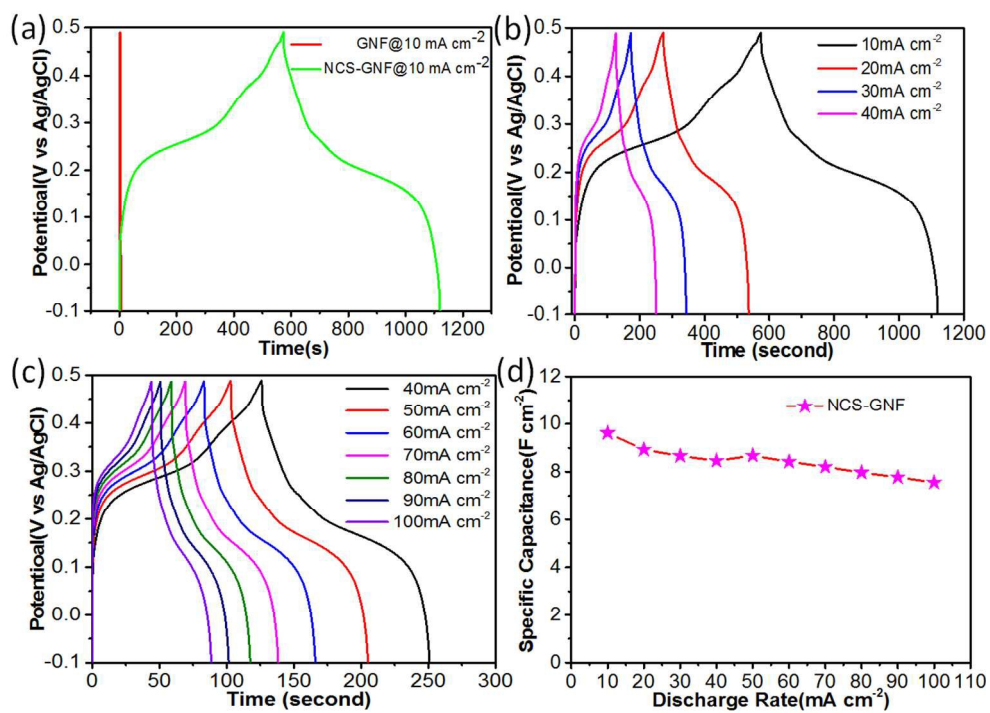 (a)
GNF@10 mA cm-2
NCS-GNF@10 mA cm-2
Potentioal(V vs Ag/AgCl)
0.5
0.4
0.3
0.2
0.1
0.0
-0.1
0 200 400 600 800 1000 1200
Time(s)
(b)
10mA cm-2
20mA cm-2
30mA cm-2
40mA cm-2
Potentioal(V vs Ag/AgCl)
0.5
0.4
0.3
0.2
0.1
0.0
-0.1
0 200 400 600 800 1000 1200
Time (second)
(c)
40mA cm-2
50mA cm-2
60mA cm-2
70mA cm-2
80mA cm-2
90mA cm-2
100mA cm-2
Potentioal(V vs Ag/AgCl)
0.5
0.4
0.3
0.2
0.1
0.0
-0.1
0 50 100 150 200 250 300
Time (second)
(d)
NCS-GNF
Specific Capacitance(F cm-2)
12
10
8
6
4
2
0
0 10 20 30 40 50 60 70 80 90 100 110
Discharge Rate(mA cm-2)